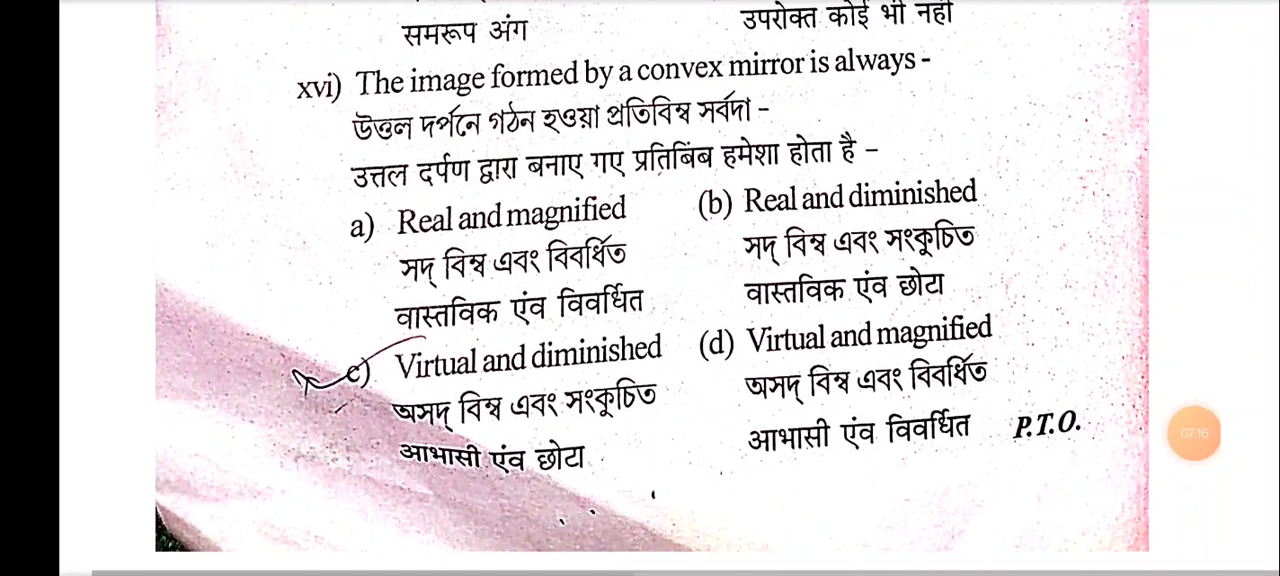 समरूप अंग उपरोक्त कोई भी नहीं
xvi) The image formed by a convex mirror is always -
উত্তল দর্পনে গঠন হওয়া প্রতিবিম্ব সর্বদা -
उत्तल दर्पण द्वारा बनाए गए प्रतिबिंब हमेशा होता है -
a) Real and magnified (b) Real and diminished
সদ্ বিম্ব এবং বিবর্ধিত সদ্ বিম্ব এবং সংকুচিত
वास्तविक एंव विवर्धित वास्तविक एंव छोटा
c) Virtual and diminished (d) Virtual and magnified
অসদ্ বিম্ব এবং সংকুচিত অসদ্ বিম্ব এবং বিবর্ধিত
आभासी एंव छोटा आभासी एंव विवर्धित P.T.O.
07:16